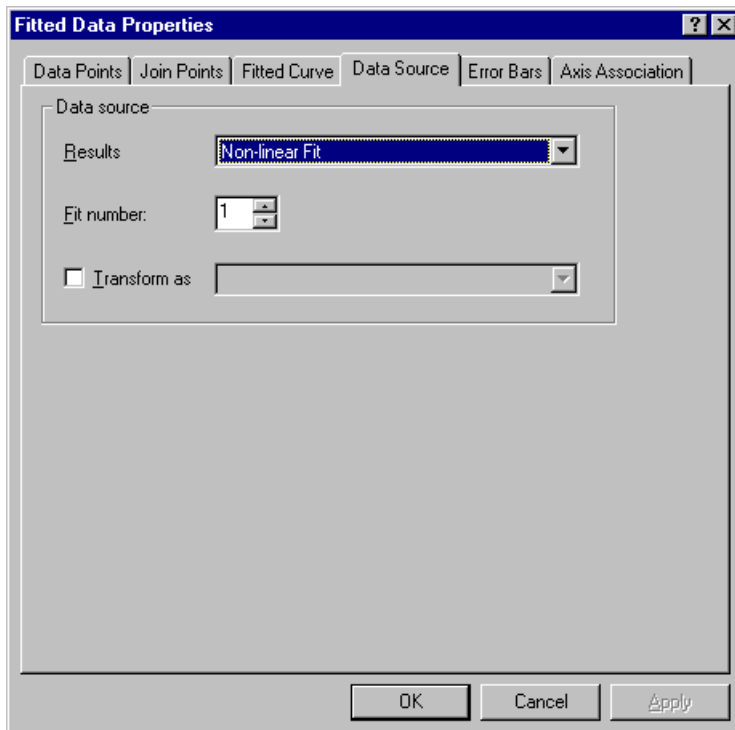 Fitted Data Properties
Data Points Join Points Fitted Curve Data Source Error Bars Axis Association
Data source
Results Non-linear Fit
Fit number: 1
Transform as
OK Cancel Apply